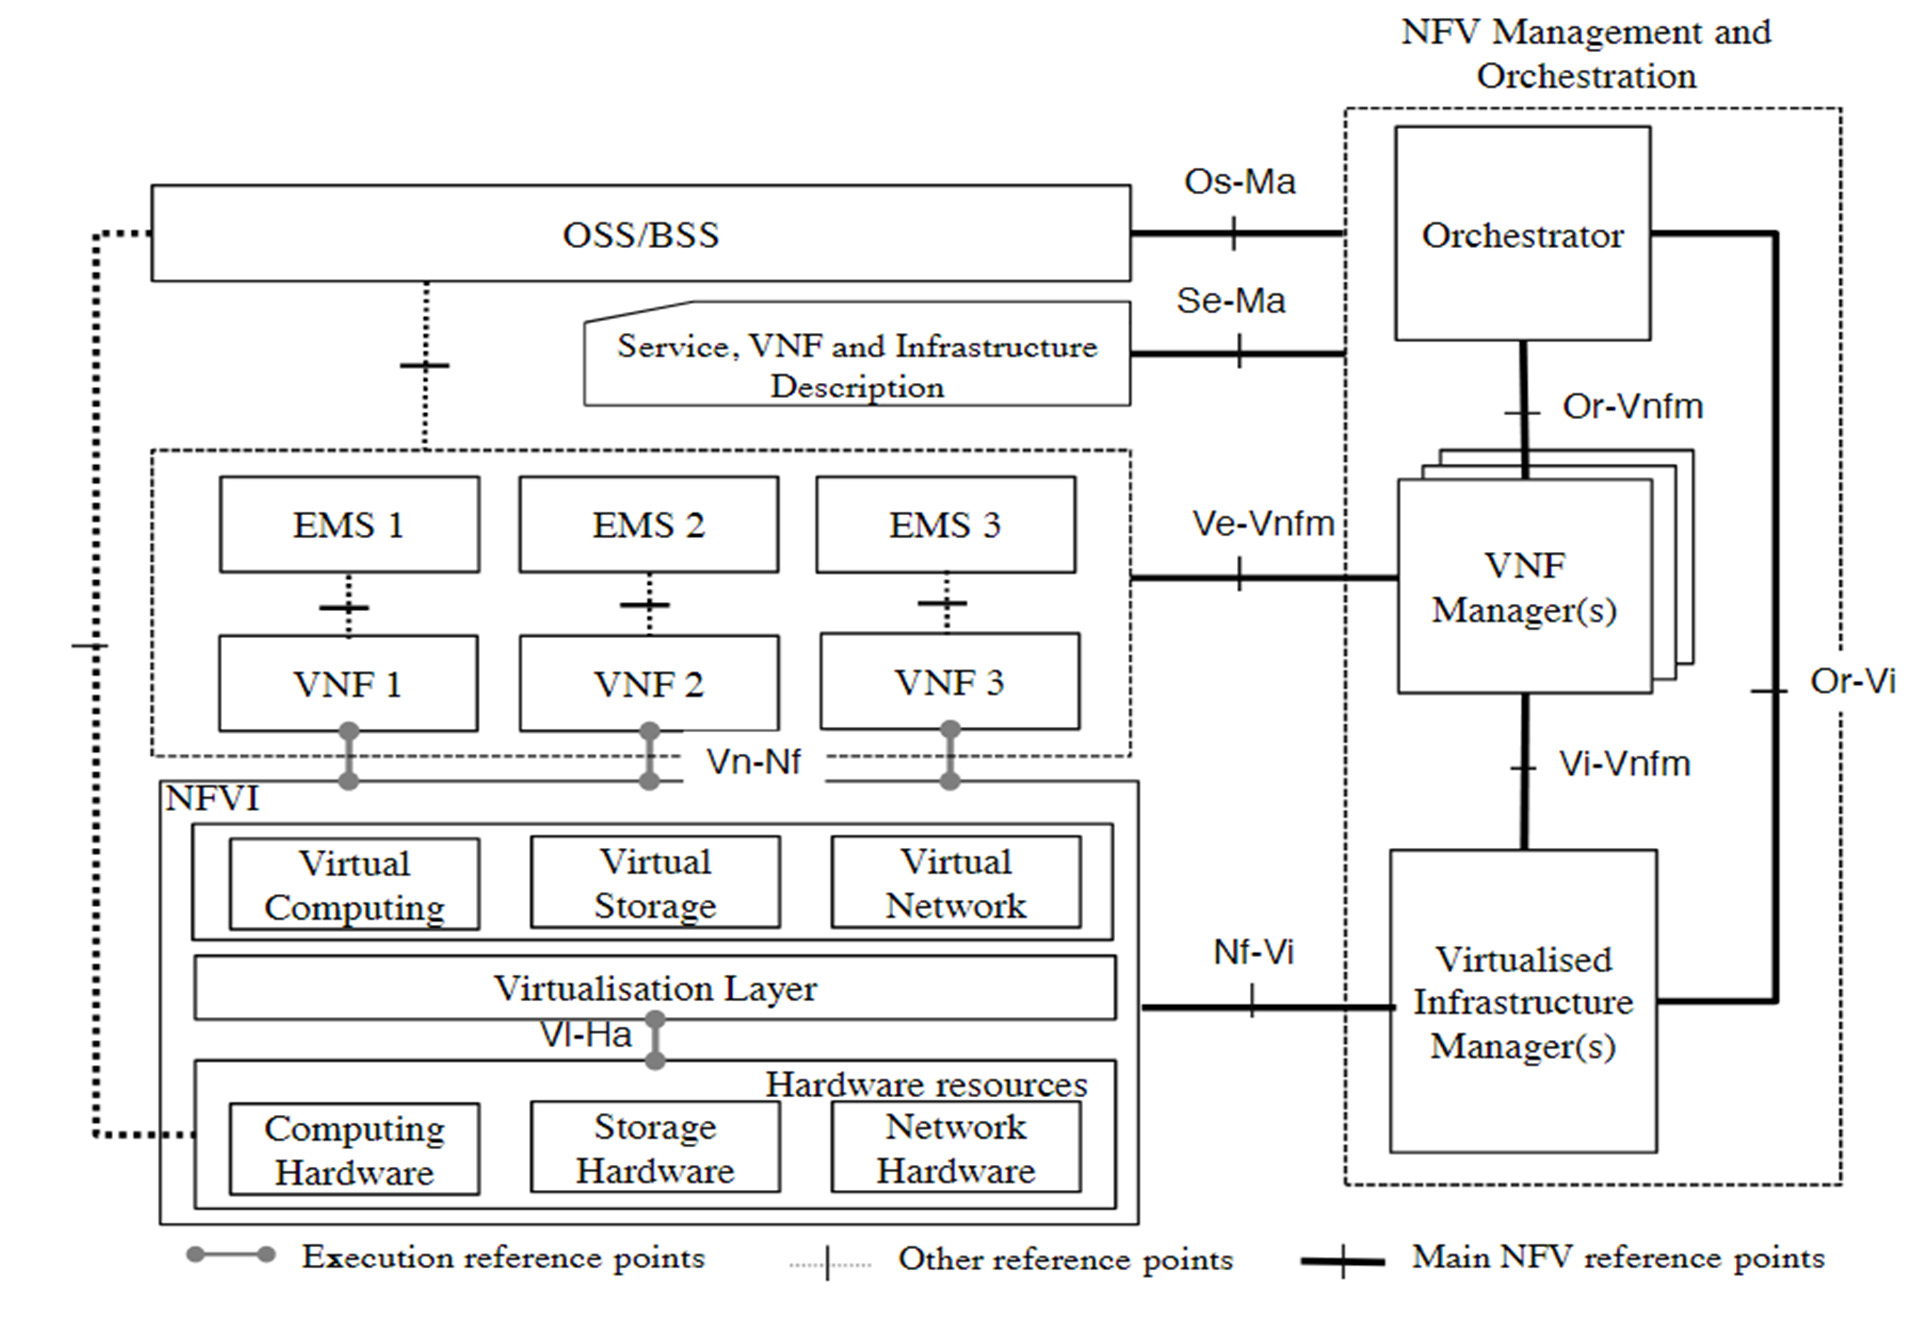 NFV Management and
Orchestration
Os-Ma
OSS/BSS
Orchestrator
Se-Ma
Service, VNF and Infrastructure
Description
Or-Vnfm
EMS 1
EMS 2
EMS 3
Ve-Vnfm
VNF
Manager(s)
VNF 1
VNF 2
VNF 3
Or-Vi
Vn-Nf
Vi-Vnfm
NFVI
Virtual
Computing
Virtual
Storage
Virtual
Network
Nf-Vi
Virtualised
Infrastructure
Manager(s)
Virtualisation Layer
Vl-Ha
Hardware resources
Computing
Hardware
Storage
Hardware
Network
Hardware
Execution reference points
Other reference points
Main NFV reference points